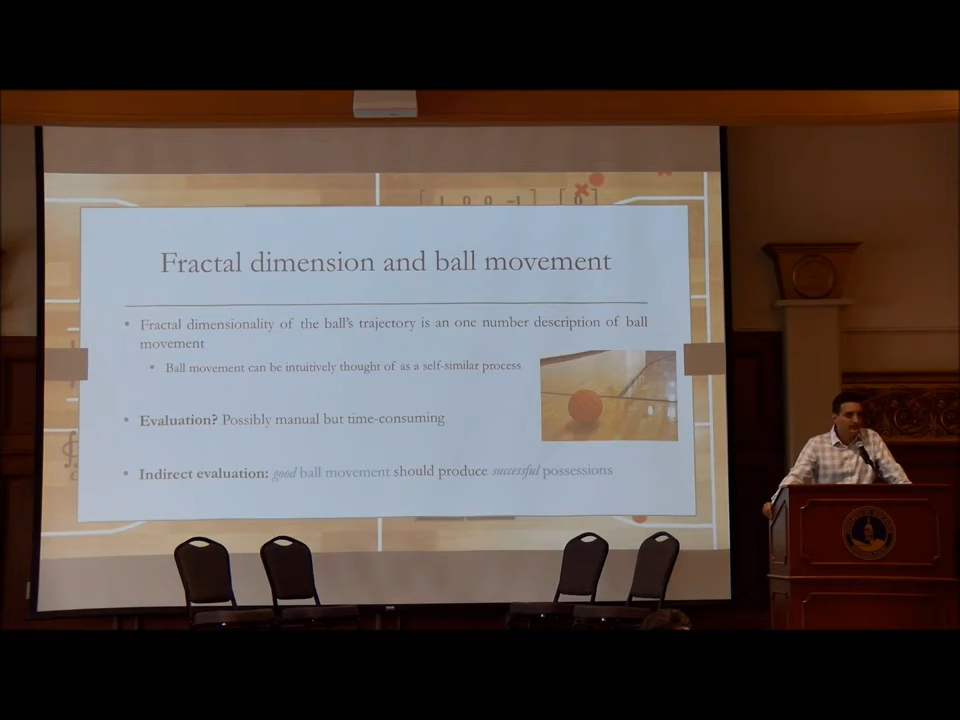 Fractal dimension and ball movement
• Fractal dimensionality of the ball's trajectory is an one number description of ball
movement
• Ball movement can be intuitively thought of as a self-similar process
• Evaluation? Possibly manual but time-consuming
• Indirect evaluation: good ball movement should produce successful possessions